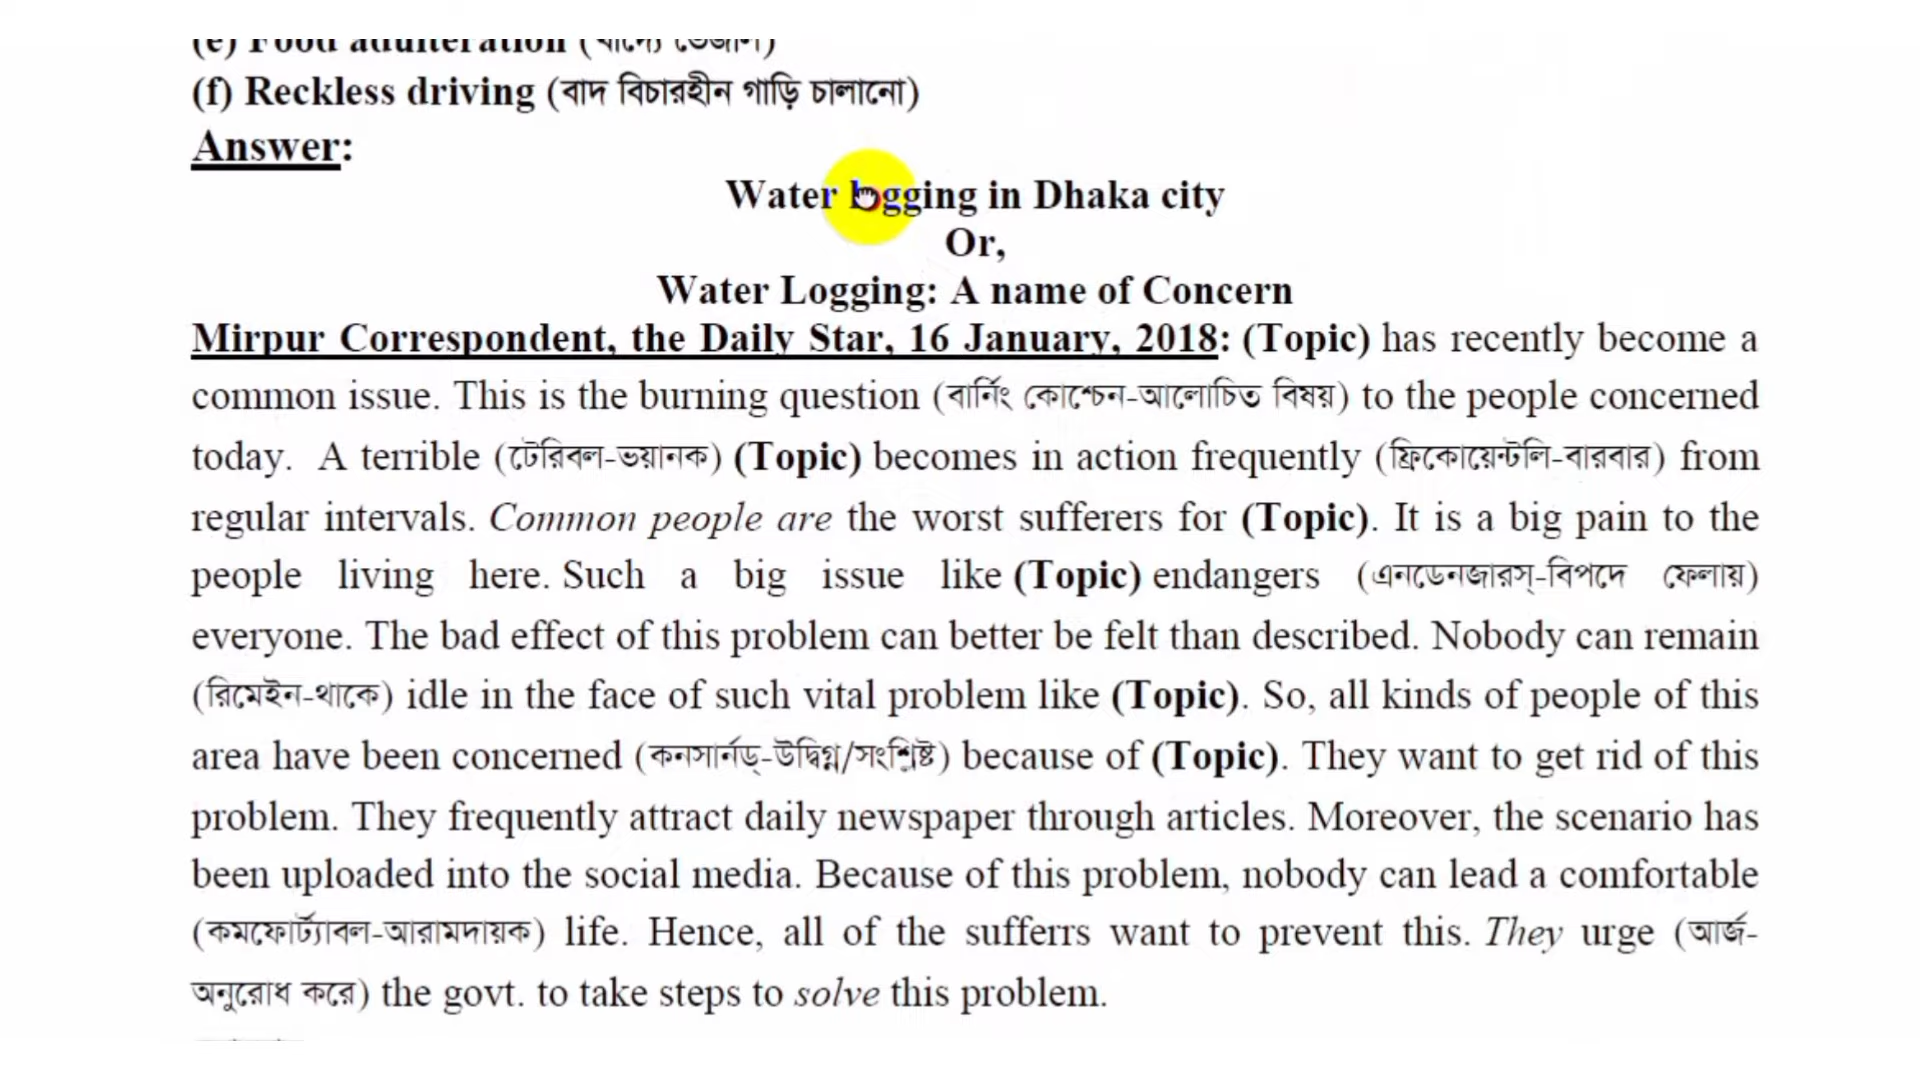 (e) Food adulteration (খাদ্যে ভেজাল)
(f) Reckless driving (বাদ বিচারহীন গাড়ি চালানো)
Answer:
Water logging in Dhaka city
Or,
Water Logging: A name of Concern
Mirpur Correspondent, the Daily Star, 16 January, 2018: (Topic) has recently become a
common issue. This is the burning question (বার্নিং কোশ্চেন-আলোচিত বিষয়) to the people concerned
today. A terrible (টেরিবল-ভয়ানক) (Topic) becomes in action frequently (ফ্রিকোয়েন্টলি-বারবার) from
regular intervals. Common people are the worst sufferers for (Topic). It is a big pain to the
people living here. Such a big issue like (Topic) endangers (এনডেনজারস্-বিপদে ফেলায়)
everyone. The bad effect of this problem can better be felt than described. Nobody can remain
(রিমেইন-থাকে) idle in the face of such vital problem like (Topic). So, all kinds of people of this
area have been concerned (কনসার্নড্-উদ্বিগ্ন/সংশ্লিষ্ট) because of (Topic). They want to get rid of this
problem. They frequently attract daily newspaper through articles. Moreover, the scenario has
been uploaded into the social media. Because of this problem, nobody can lead a comfortable
(কমফোর্ট্যাবল-আরামদায়ক) life. Hence, all of the sufferrs want to prevent this. They urge (আর্জ-
অনুরোধ করে) the govt. to take steps to solve this problem.